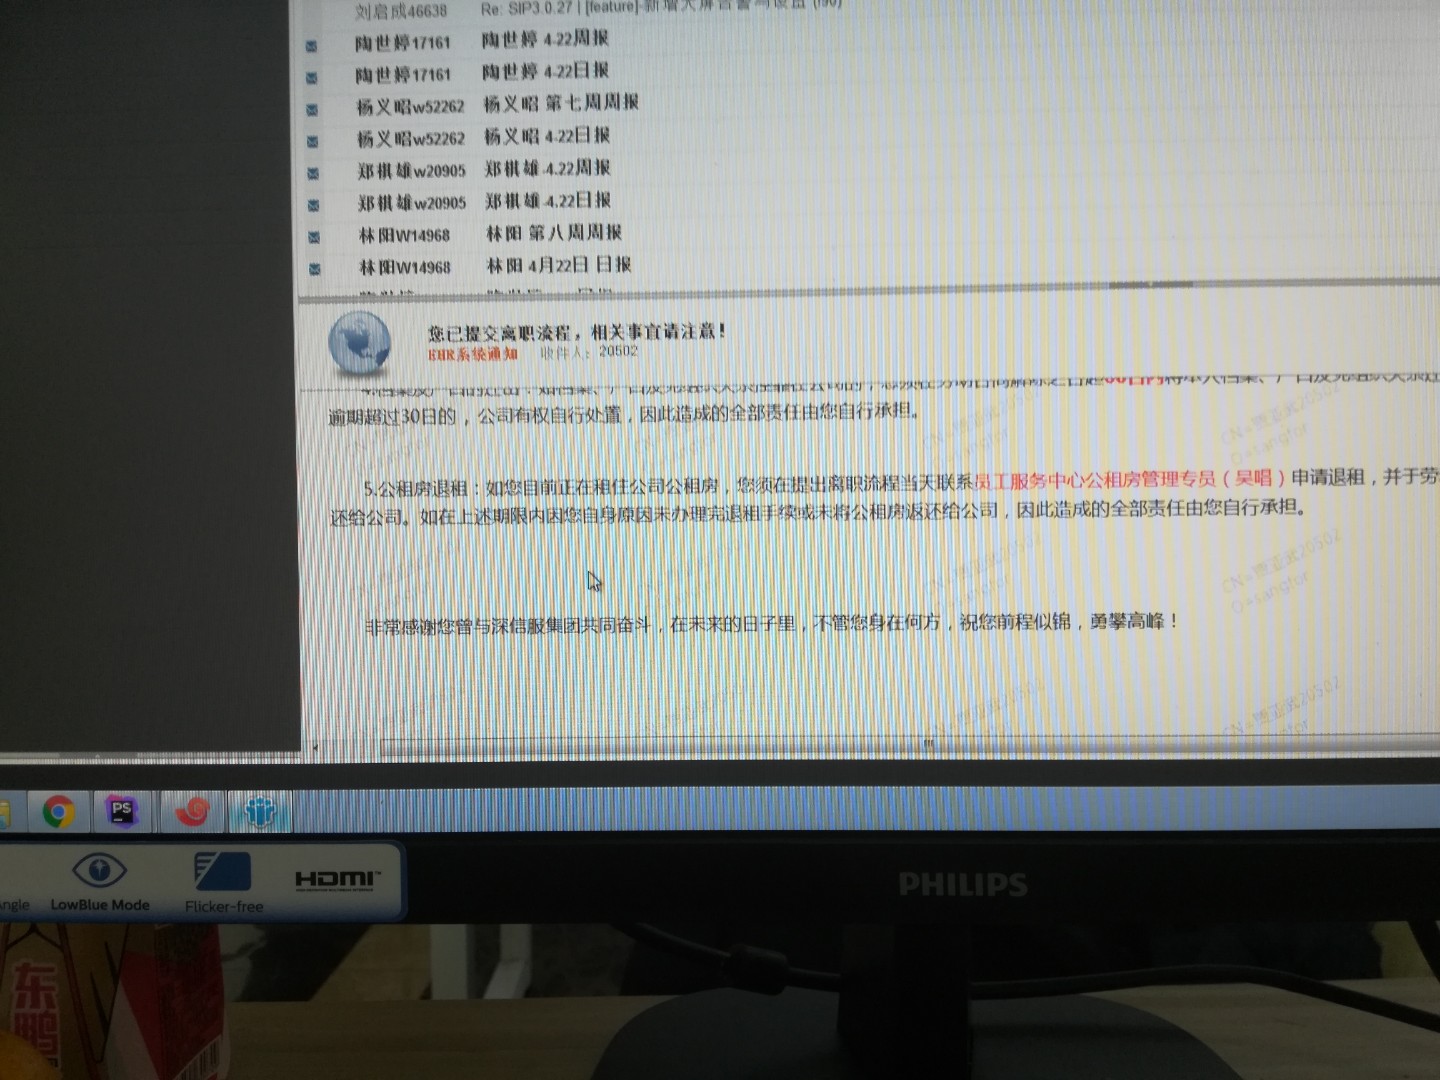 刘启成46638 Re: SIP3.0.27 | [feature]-新增大屏告警
陶世婷17161 陶世婷 4-22周报
陶世婷17161 陶世婷 4-22日报
杨义昭w52262 杨义昭 第七周周报
杨义昭w52262 杨义昭 4-22日报
郑棋雄w20905 郑棋雄-4.22周报
郑棋雄w20905 郑棋雄-4.22日报
林阳W14968 林阳 第八周周报
林阳W14968 林阳 4月22日 日报
您已提交离职流程，相关事宜请注意！
EHR系统通知 收件人：20502
逾期超过30日的，公司有权自行处置，因此造成的全部责任由您自行承担。
5.公租房退租：如您目前正在租住公司公租房，您须在提出离职流程当天联系员工服务中心公租房管理专员（吴唱）申请退租，并于劳
还给公司。如在上述期限内因您自身原因未办理完退租手续或未将公租房返还给公司，因此造成的全部责任由您自行承担。
非常感谢您曾与深信服集团共同奋斗，在未来的日子里，不管您身在何方，祝您前程似锦，勇攀高峰！
PS
Angle LowBlue Mode Flicker-free HDMI
PHILIPS
东鹏